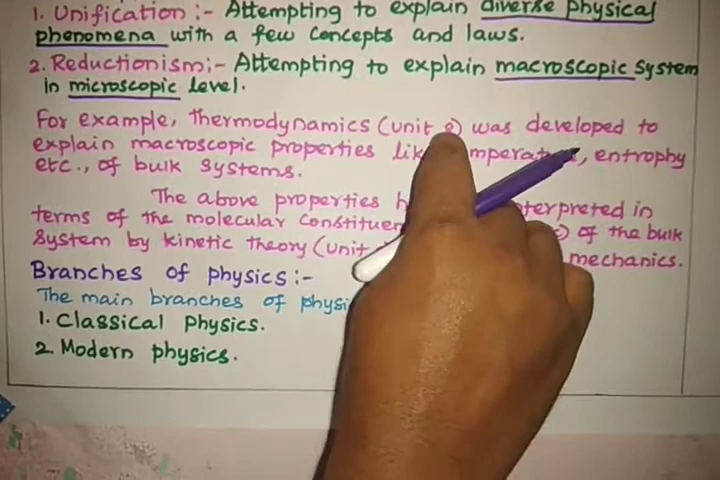 1. Unification :- Attempting to explain diverse physical
phenomena with a few concepts and laws.
2. Reductionism:- Attempting to explain macroscopic system
in microscopic level.
For example, thermodynamics (unit 8) was developed to
explain macroscopic properties like entrophy
etc., of bulk systems.
The above properties interpreted in
terms of the molecular of the bulk
system by kinetic theory (unit mechanics.
Branches of physics:-
The main branches of
1. Classical Physics.
2. Modern physics.